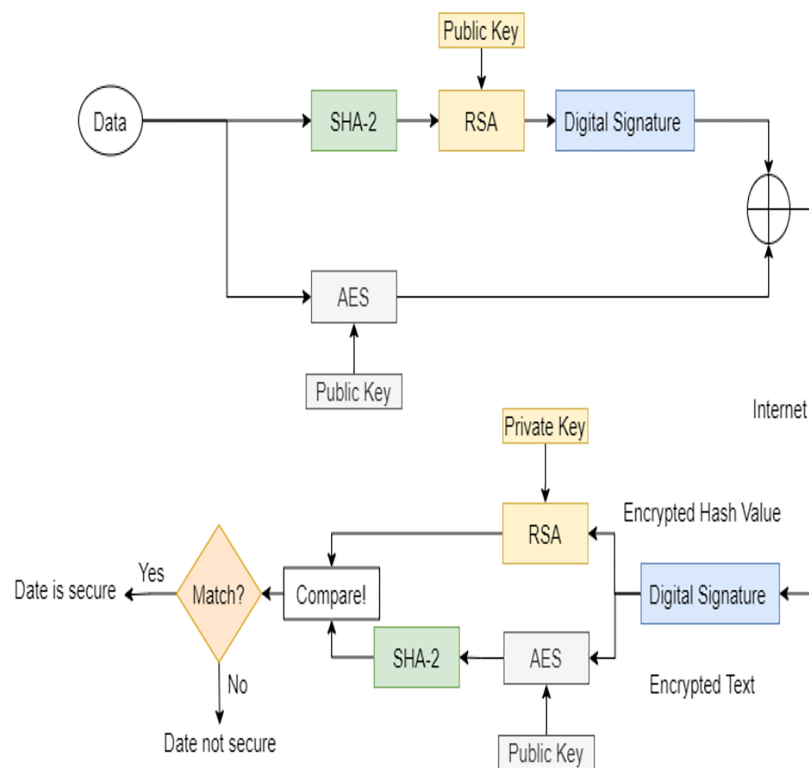 Public Key
Data
SHA-2
RSA
Digital Signature
AES
Public Key
Internet
Private Key
Encrypted Hash Value
RSA
Digital Signature
Compare!
Match?
Yes
Date is secure
SHA-2
AES
Encrypted Text
No
Date not secure
Public Key